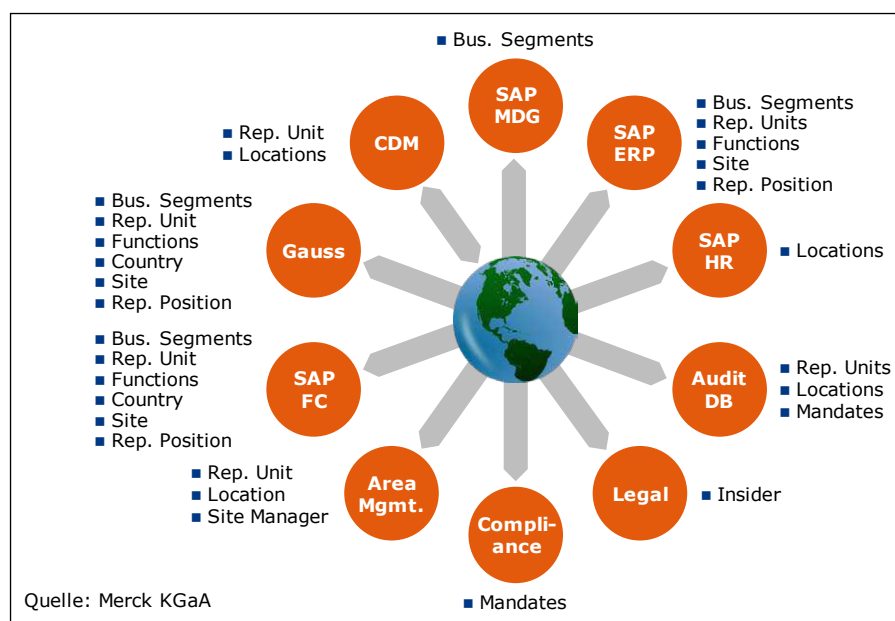 ■ Bus. Segments
SAP
MDG
SAP
ERP
■ Bus. Segments
■ Rep. Units
■ Functions
■ Site
■ Rep. Position
CDM
■ Rep. Unit
■ Locations
Gauss
■ Bus. Segments
■ Rep. Unit
■ Functions
■ Country
■ Site
■ Rep. Position
SAP
HR
■ Locations
SAP
FC
■ Bus. Segments
■ Rep. Unit
■ Functions
■ Country
■ Site
■ Rep. Position
Audit
DB
■ Rep. Units
■ Locations
■ Mandates
Area
Mgmt.
■ Rep. Unit
■ Location
■ Site Manager
Legal
■ Insider
Compli-
ance
■ Mandates
Quelle: Merck KGaA